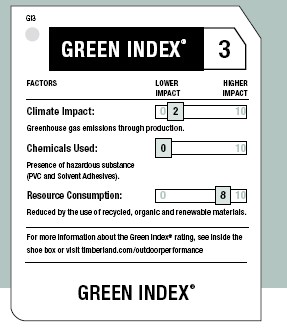 GI3
GREEN INDEX® 3
FACTORS LOWER IMPACT HIGHER IMPACT
Climate Impact: 0 2 10
Greenhouse gas emissions through production.
Chemicals Used: 0 10
Presence of hazardous substance
(PVC and Solvent Adhesives).
Resource Consumption: 0 8 10
Reduced by the use of recycled, organic and renewable materials.
For more information about the Green Index® rating, see inside the
shoe box or visit timberland.com/outdoorperformance
GREEN INDEX®